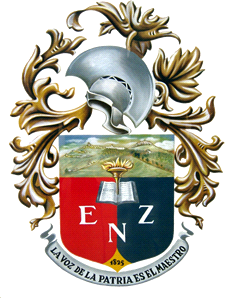 E N Z
1825
LA VOZ DE LA PATRIA ES EL MAESTRO